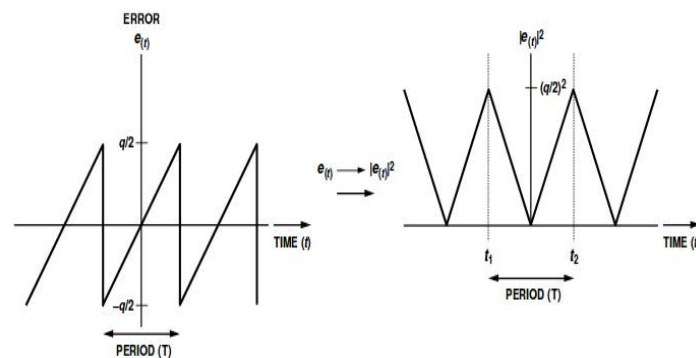 ERROR
e(t)
q/2
TIME (t)
–q/2
PERIOD (T)
e(t) → |e(t)|2
|e(t)|2
(q/2)2
TIME (
t1
t2
PERIOD (T)